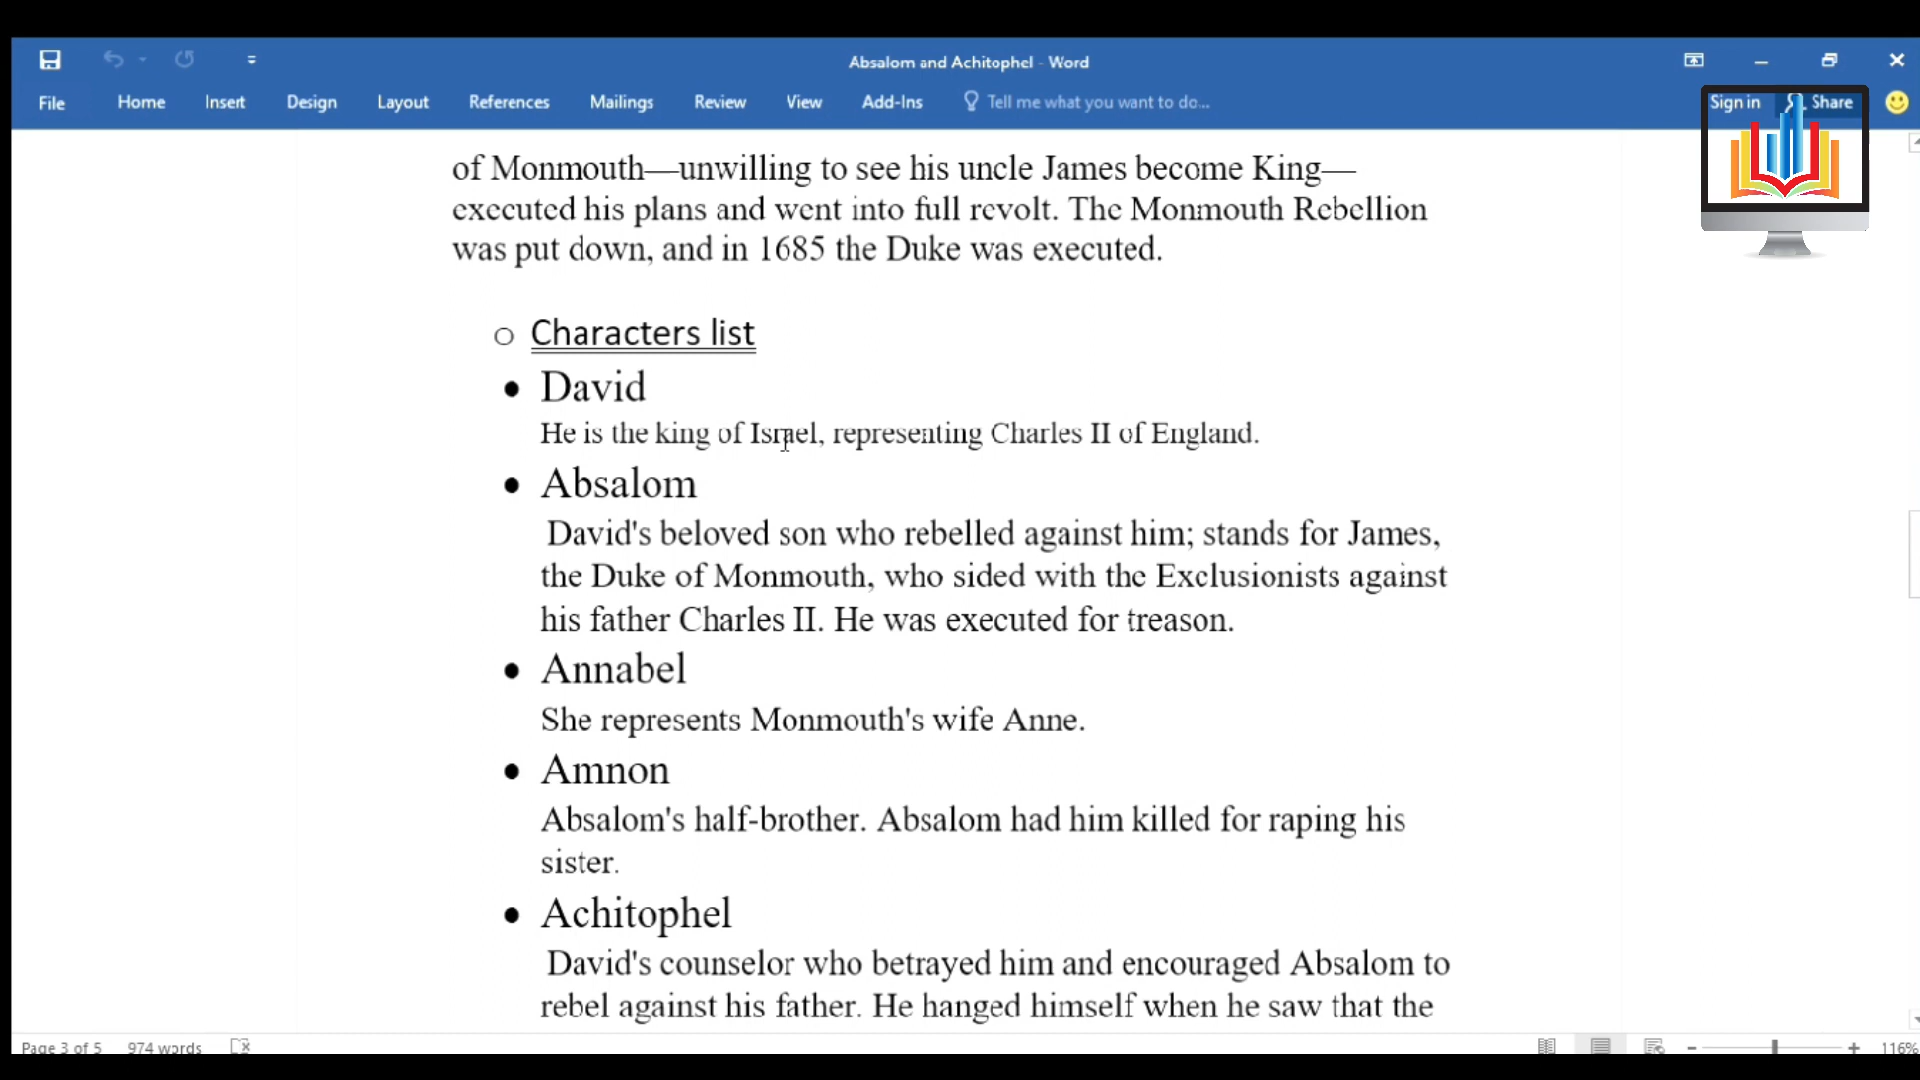 Absalom and Achitophel - Word
File Home Insert Design Layout References Mailings Review View Add-Ins Tell me what you want to do... Sign in Share
of Monmouth—unwilling to see his uncle James become King—
executed his plans and went into full revolt. The Monmouth Rebellion
was put down, and in 1685 the Duke was executed.
○ Characters list
● David
He is the king of Israel, representing Charles II of England.
● Absalom
David's beloved son who rebelled against him; stands for James,
the Duke of Monmouth, who sided with the Exclusionists against
his father Charles II. He was executed for treason.
● Annabel
She represents Monmouth's wife Anne.
● Amnon
Absalom's half-brother. Absalom had him killed for raping his
sister.
● Achitophel
David's counselor who betrayed him and encouraged Absalom to
rebel against his father. He hanged himself when he saw that the
Page 3 of 5 974 words 116%